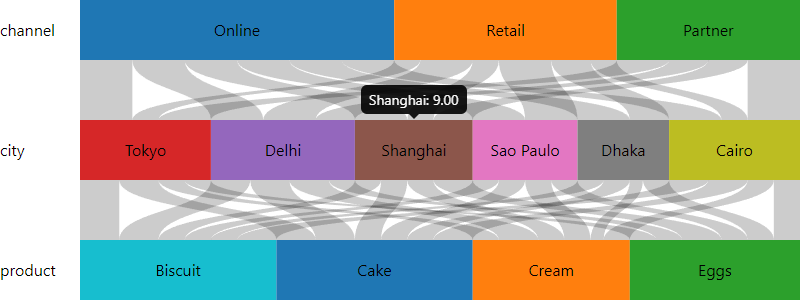 channel
Online
Retail
Partner
Shanghai: 9.00
city
Tokyo
Delhi
Shanghai
Sao Paulo
Dhaka
Cairo
product
Biscuit
Cake
Cream
Eggs